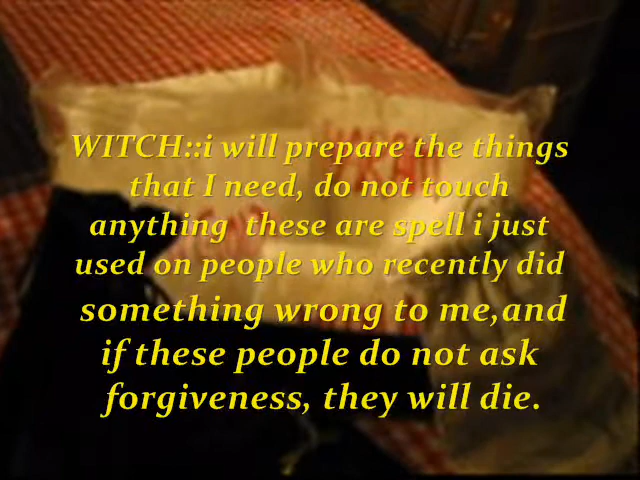 WITCH::i will prepare the things
that I need, do not touch
anything  these are spell i just
used on people who recently did
something wrong to me,and
if these people do not ask
forgiveness, they will die.